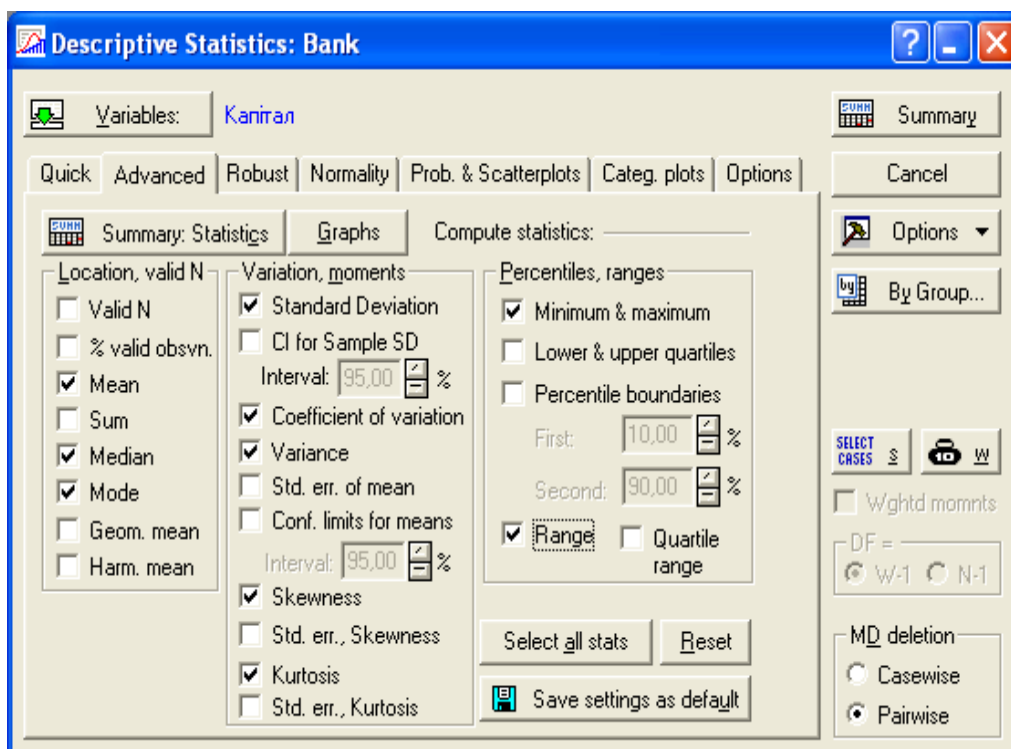 Descriptive Statistics: Bank
Variables: Капітал
Summary
Quick Advanced Robust Normality Prob. & Scatterplots Categ. plots Options
Cancel
Summary: Statistics Graphs Compute statistics:
Options
By Group...
Location, valid N
Valid N
% valid obsvn.
Mean
Sum
Median
Mode
Geom. mean
Harm. mean
Variation, moments
Standard Deviation
CI for Sample SD
Interval: 95,00 %
Coefficient of variation
Variance
Std. err. of mean
Conf. limits for means
Interval: 95,00 %
Skewness
Std. err., Skewness
Kurtosis
Std. err., Kurtosis
Percentiles, ranges
Minimum & maximum
Lower & upper quartiles
Percentile boundaries
First: 10,00 %
Second: 90,00 %
Range Quartile
range
Select all stats Reset
Save settings as default
SELECT
CASES S W
Wghtd momnts
DF =
W-1 N-1
MD deletion
Casewise
Pairwise